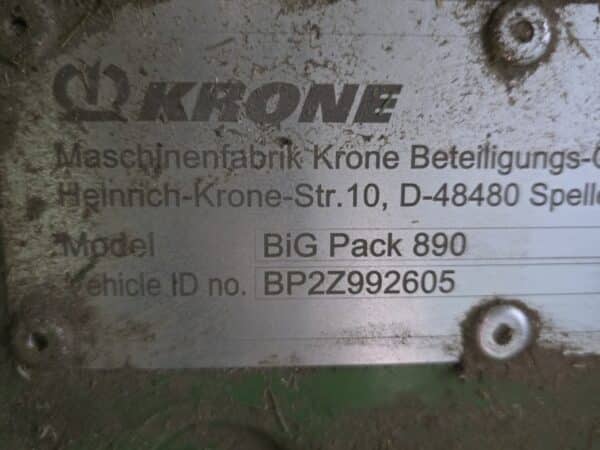 KRONE
Maschinenfabrik Krone Beteiligungs-
Heinrich-Krone-Str.10, D-48480 Spelle
Model BiG Pack 890
Vehicle ID no. BP2Z992605